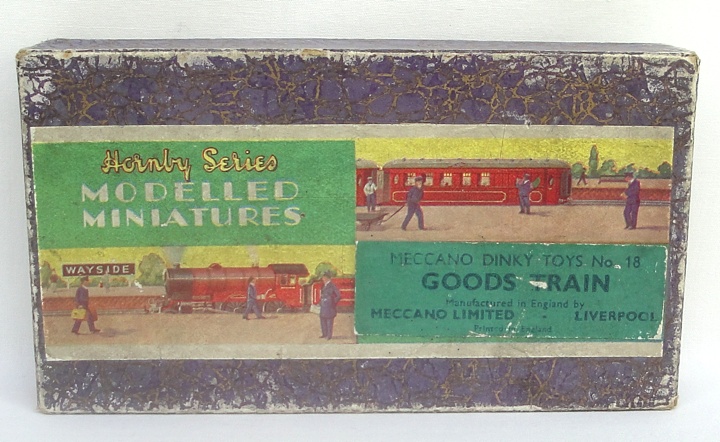 Hornby Series
MODELLED
MINIATURES
WAYSIDE
MECCANO DINKY TOYS No. 18
GOODS TRAIN
Manufactured in England by
MECCANO LIMITED - LIVERPOOL
Printed in England